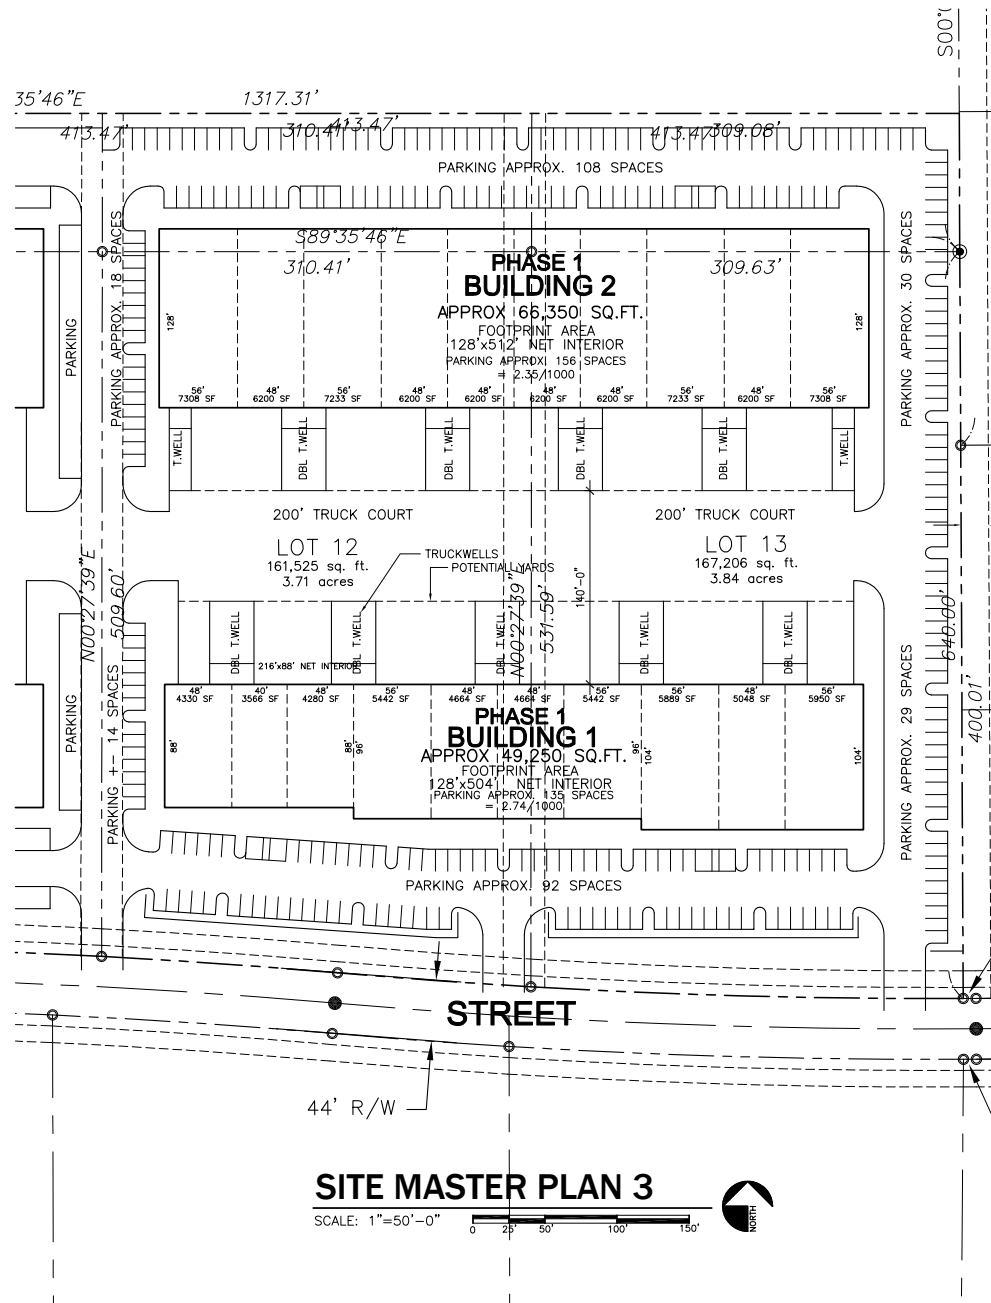 S00°(
35'46"E
1317.31'
413.47'
310.41'
413.47'
413.47'
309.08'
PARKING APPROX. 108 SPACES
S89°35'46"E
310.41'
309.63'
PHASE 1
BUILDING 2
APPROX 66,350 SQ.FT.
FOOTPRINT AREA
128'x512' NET INTERIOR
PARKING APPROX. 156 SPACES
= 2.35/1000
128'
128'
PARKING
PARKING APPROX. 18 SPACES
PARKING APPROX. 30 SPACES
56' 48' 56' 48' 48' 48' 48' 56' 48' 56'
7308 SF 6200 SF 7233 SF 6200 SF 6200 SF 6200 SF 6200 SF 7233 SF 6200 SF 7308 SF
T.WELL
DBL T.WELL
DBL T.WELL
DBL T.WELL
DBL T.WELL
T.WELL
200' TRUCK COURT
200' TRUCK COURT
LOT 12
161,525 sq. ft.
3.71 acres
LOT 13
167,206 sq. ft.
3.84 acres
TRUCKWELLS
POTENTIAL YARDS
140'-0"
N00°27'39"E
509.60'
N00°27'39"E
531.59'
640.00'
400.01'
DBL T.WELL
DBL T.WELL
DBL T.WELL
DBL T.WELL
DBL T.WELL
216'x88' NET INTERIOR
48' 40' 48' 56' 48' 48' 56' 56' 48' 56'
4330 SF 3566 SF 4280 SF 5442 SF 4664 SF 4664 SF 5442 SF 5889 SF 5048 SF 5950 SF
PHASE 1
BUILDING 1
APPROX 49,250 SQ.FT.
FOOTPRINT AREA
128'x504' NET INTERIOR
PARKING APPROX. 135 SPACES
= 2.74/1000
88'
88'
96'
96'
104'
104'
PARKING
PARKING +- 14 SPACES
PARKING APPROX. 29 SPACES
PARKING APPROX. 92 SPACES
STREET
44' R/W
SITE MASTER PLAN 3
SCALE: 1"=50'-0"
0 25' 50' 100' 150'
NORTH